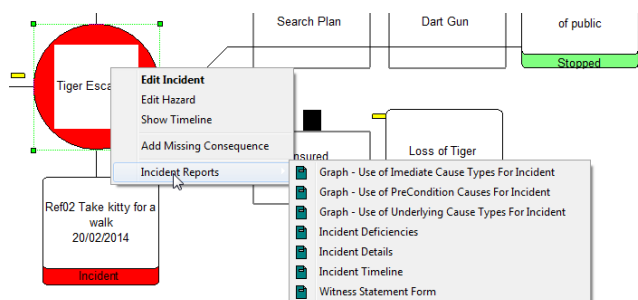 Search Plan
Dart Gun
of public
Stopped
Tiger Esca
Edit Incident
Edit Hazard
Show Timeline
Add Missing Consequence
Incident Reports
nsured
Loss of Tiger
Graph - Use of Imediate Cause Types For Incident
Graph - Use of PreCondition Causes For Incident
Graph - Use of Underlying Cause Types For Incident
Incident Deficiencies
Incident Details
Incident Timeline
Witness Statement Form
Ref02 Take kitty for a
walk
20/02/2014
Incident